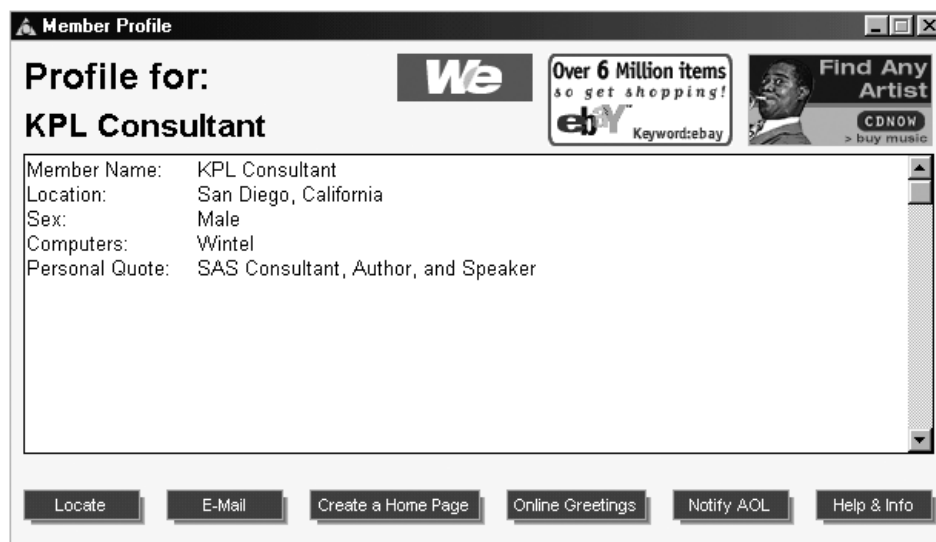 Member Profile
Profile for:
KPL Consultant
We
Over 6 Million items
so get shopping!
ebaY™
Keyword:ebay
Find Any
Artist
CDNOW
> buy music
Member Name: KPL Consultant
Location: San Diego, California
Sex: Male
Computers: Wintel
Personal Quote: SAS Consultant, Author, and Speaker
Locate E-Mail Create a Home Page Online Greetings Notify AOL Help & Info